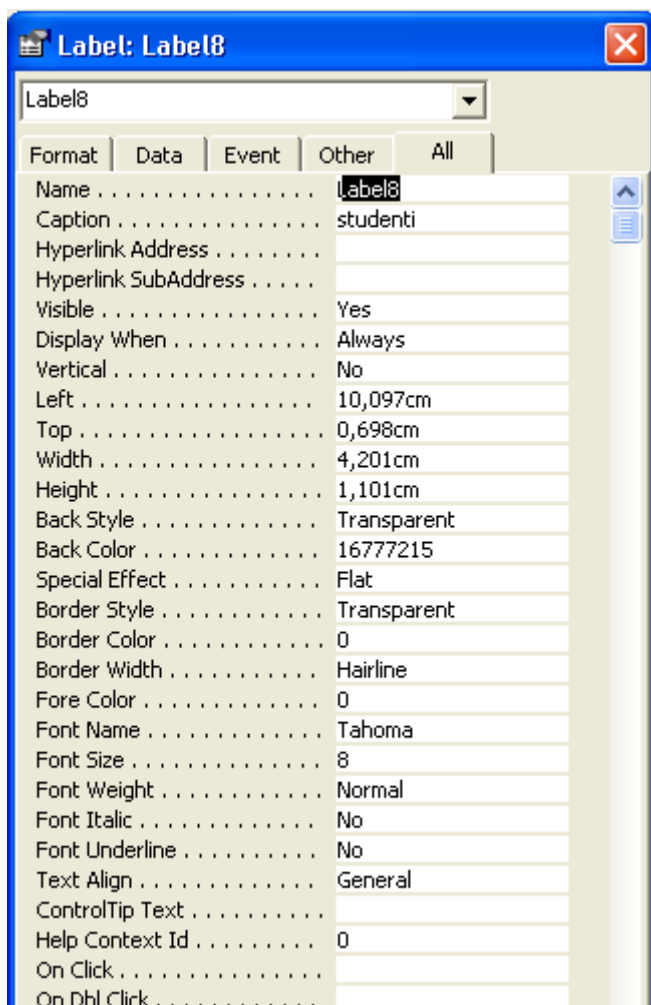 Label: Label8
Label8
Format Data Event Other All
Name . . . . . . . . . . . . . . . . . Label8
Caption . . . . . . . . . . . . . . . studenti
Hyperlink Address . . . . . . . .
Hyperlink SubAddress . . . . .
Visible . . . . . . . . . . . . . . . . . Yes
Display When . . . . . . . . . . . Always
Vertical . . . . . . . . . . . . . . . No
Left . . . . . . . . . . . . . . . . . . 10,097cm
Top . . . . . . . . . . . . . . . . . . . 0,698cm
Width . . . . . . . . . . . . . . . . . 4,201cm
Height . . . . . . . . . . . . . . . . 1,101cm
Back Style . . . . . . . . . . . . . Transparent
Back Color . . . . . . . . . . . . . 16777215
Special Effect . . . . . . . . . . . Flat
Border Style . . . . . . . . . . . . Transparent
Border Color . . . . . . . . . . . . 0
Border Width . . . . . . . . . . . Hairline
Fore Color . . . . . . . . . . . . . 0
Font Name . . . . . . . . . . . . . Tahoma
Font Size . . . . . . . . . . . . . . 8
Font Weight . . . . . . . . . . . . Normal
Font Italic . . . . . . . . . . . . . No
Font Underline . . . . . . . . . . No
Text Align . . . . . . . . . . . . . General
ControlTip Text . . . . . . . . . .
Help Context Id . . . . . . . . . 0
On Click . . . . . . . . . . . . . . .
On Dbl Click . . . . . . . . . . . .